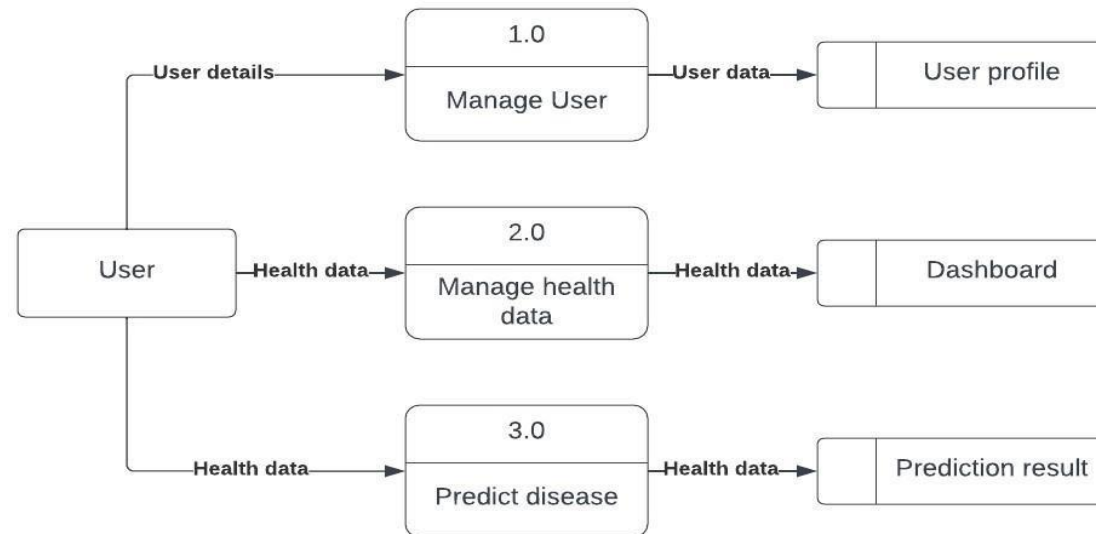 1.0
User details
User data
User profile
Manage User
2.0
User
Health data
Health data
Dashboard
Manage health
data
3.0
Health data
Health data
Prediction result
Predict disease